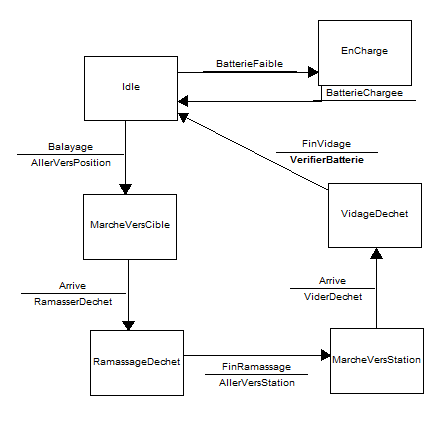 EnCharge
BatterieFaible
Idle
BatterieChargee
Balayage
AllerVersPosition
FinVidage
VerifierBatterie
MarcheVersCible
VidageDechet
Arrive
RamasserDechet
Arrive
ViderDechet
RamassageDechet
FinRamassage
AllerVersStation
MarcheVersStation